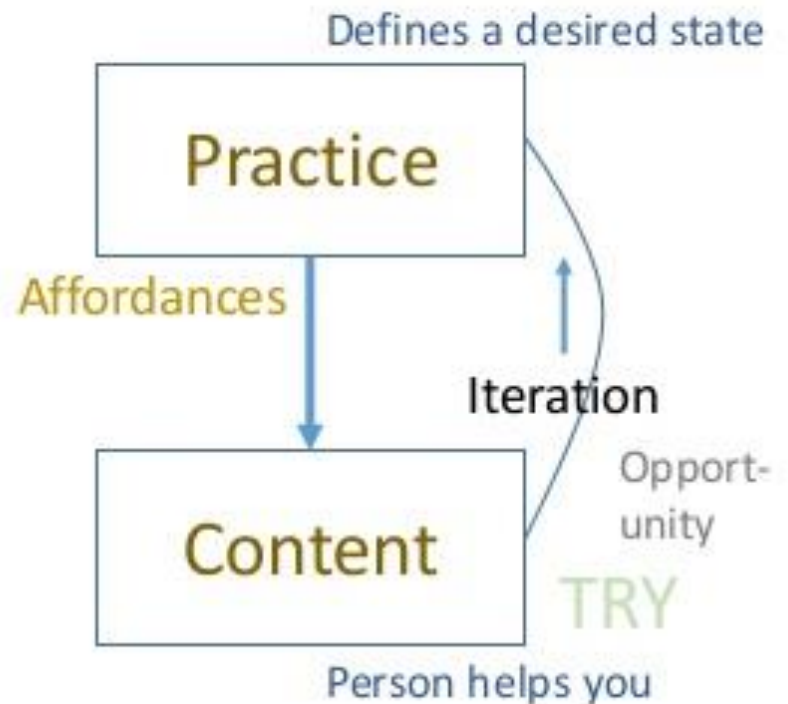 Defines a desired state
Practice
Affordances
Iteration
Opport-
unity
Content
TRY
Person helps you